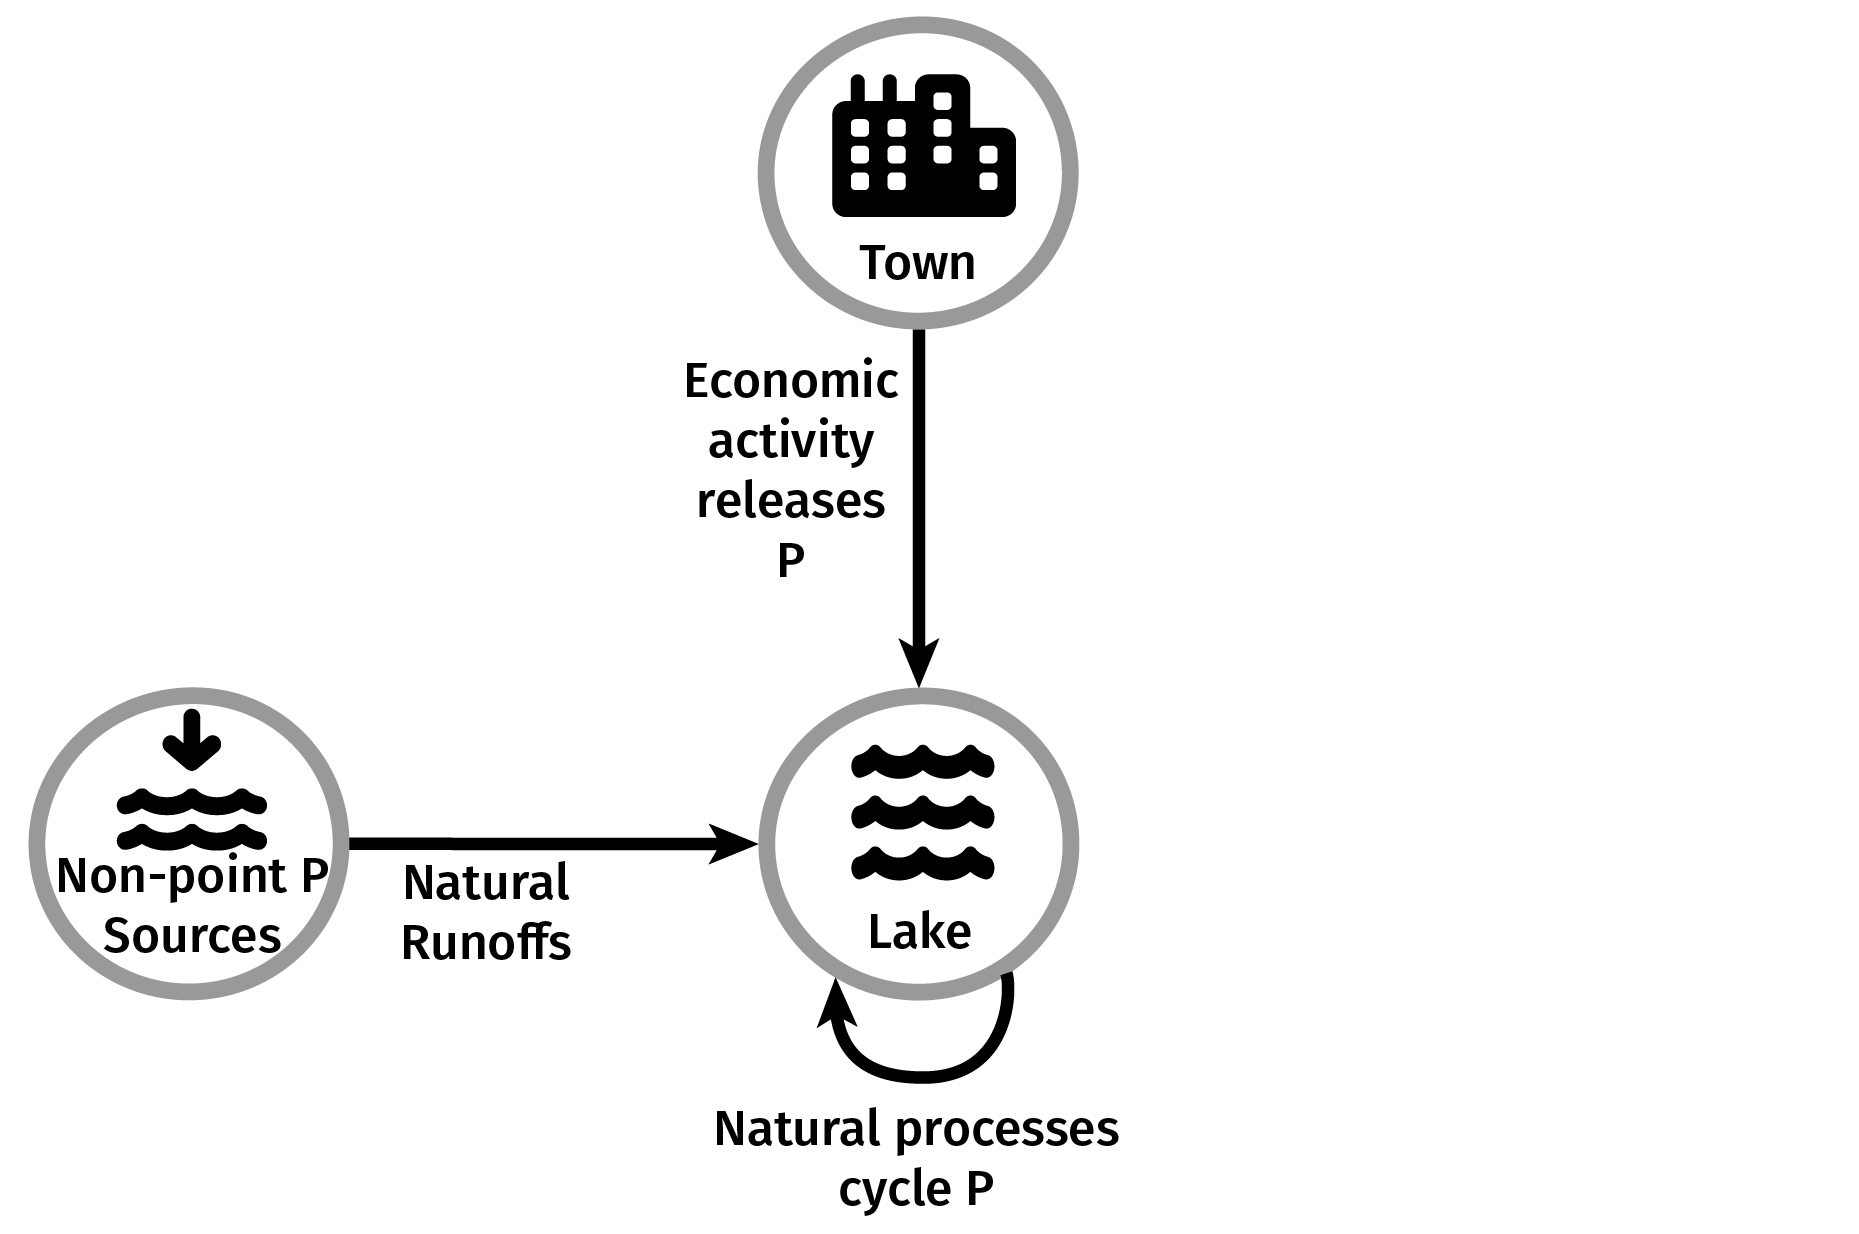 Town
Economic
activity
releases
P
Non-point P
Sources
Natural
Runoffs
Lake
Natural processes
cycle P